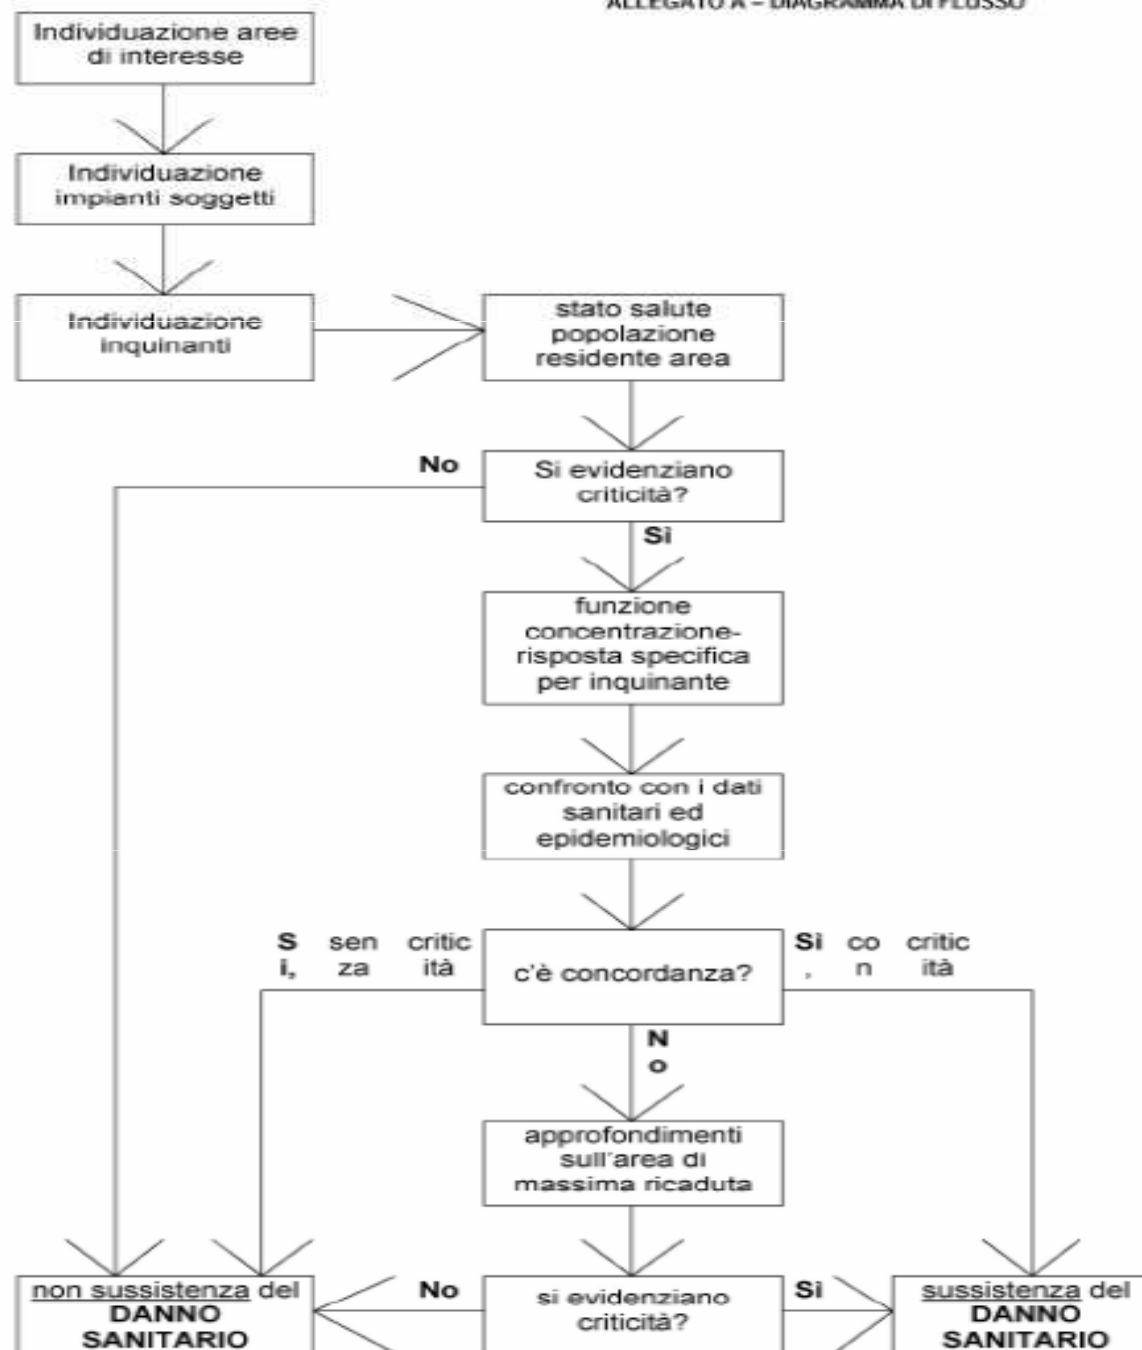 ALLEGATO A – DIAGRAMMA DI FLUSSO
Individuazione aree
di interesse
Individuazione
impianti soggetti
Individuazione
inquinanti
stato salute
popolazione
residente area
No
Si evidenziano
criticità?
Sì
funzione
concentrazione-
risposta specifica
per inquinante
confronto con i dati
sanitari ed
epidemiologici
S sen critic
ì, za ità
c'è concordanza?
Sì co critic
, n ità
N
o
approfondimenti
sull'area di
massima ricaduta
non sussistenza del
DANNO
SANITARIO
No
si evidenziano
criticità?
Sì
sussistenza del
DANNO
SANITARIO